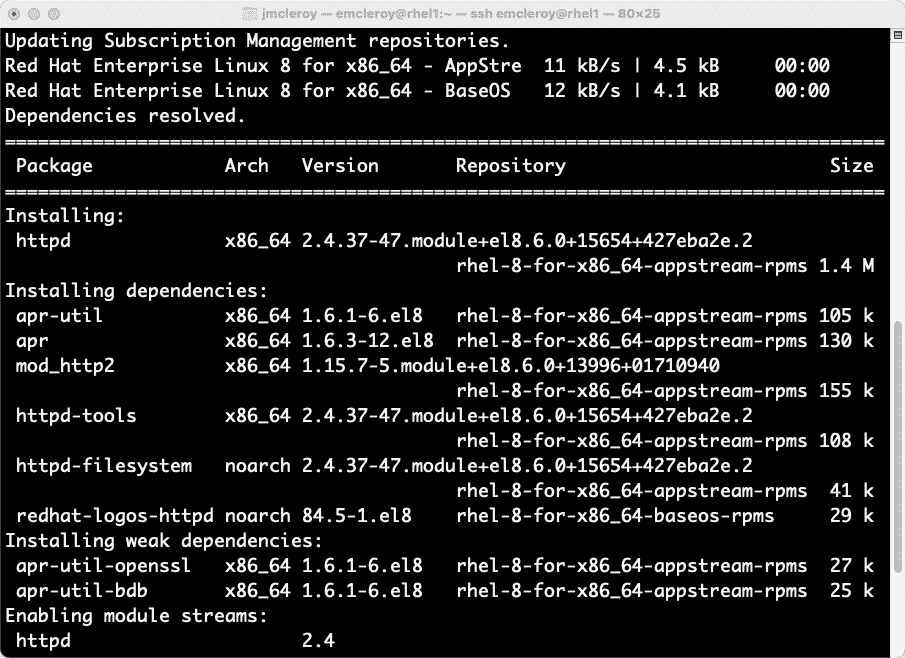 jmcleroy — emcleroy@rhel1:~ — ssh emcleroy@rhel1 — 80×25
Updating Subscription Management repositories.
Red Hat Enterprise Linux 8 for x86_64 - AppStre  11 kB/s | 4.5 kB     00:00
Red Hat Enterprise Linux 8 for x86_64 - BaseOS   12 kB/s | 4.1 kB     00:00
Dependencies resolved.
================================================================================
 Package            Arch   Version       Repository                        Size
================================================================================
Installing:
 httpd              x86_64 2.4.37-47.module+el8.6.0+15654+427eba2e.2
                                         rhel-8-for-x86_64-appstream-rpms 1.4 M
Installing dependencies:
 apr-util           x86_64 1.6.1-6.el8   rhel-8-for-x86_64-appstream-rpms 105 k
 apr                x86_64 1.6.3-12.el8  rhel-8-for-x86_64-appstream-rpms 130 k
 mod_http2          x86_64 1.15.7-5.module+el8.6.0+13996+01710940
                                         rhel-8-for-x86_64-appstream-rpms 155 k
 httpd-tools        x86_64 2.4.37-47.module+el8.6.0+15654+427eba2e.2
                                         rhel-8-for-x86_64-appstream-rpms 108 k
 httpd-filesystem   noarch 2.4.37-47.module+el8.6.0+15654+427eba2e.2
                                         rhel-8-for-x86_64-appstream-rpms  41 k
 redhat-logos-httpd noarch 84.5-1.el8    rhel-8-for-x86_64-baseos-rpms     29 k
Installing weak dependencies:
 apr-util-openssl   x86_64 1.6.1-6.el8   rhel-8-for-x86_64-appstream-rpms  27 k
 apr-util-bdb       x86_64 1.6.1-6.el8   rhel-8-for-x86_64-appstream-rpms  25 k
Enabling module streams:
 httpd                     2.4